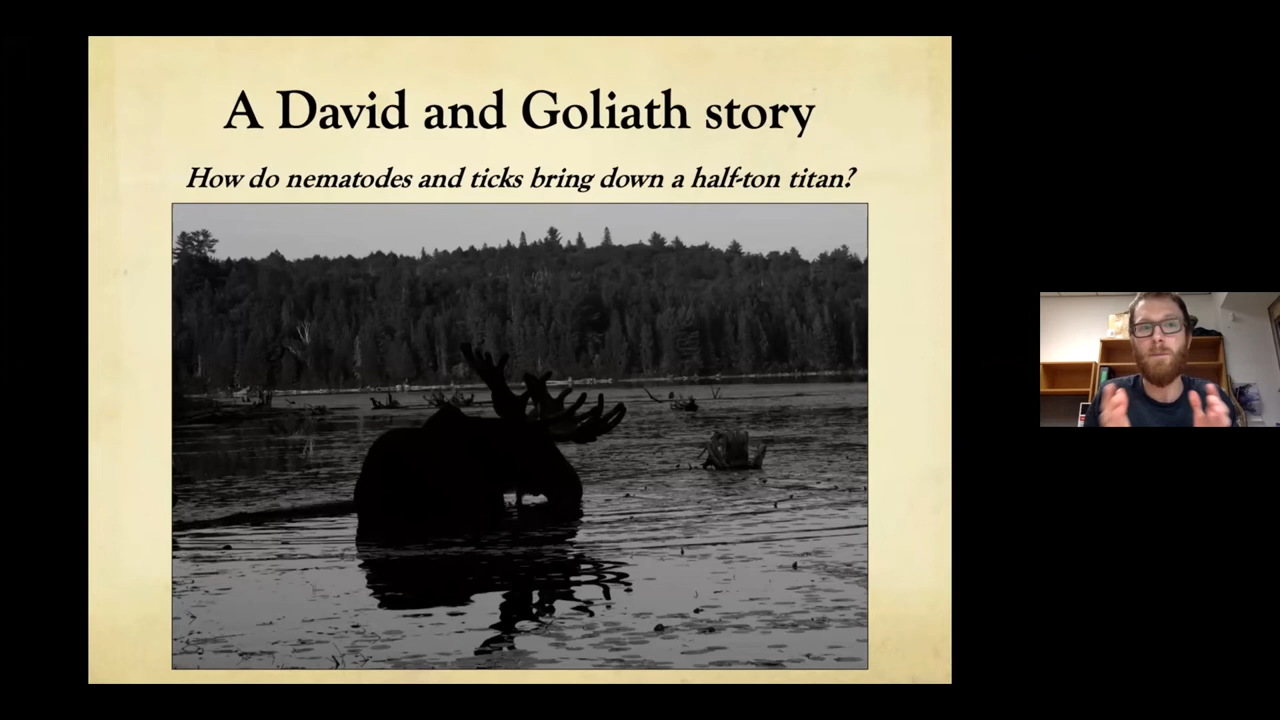 A David and Goliath story
How do nematodes and ticks bring down a half-ton titan?